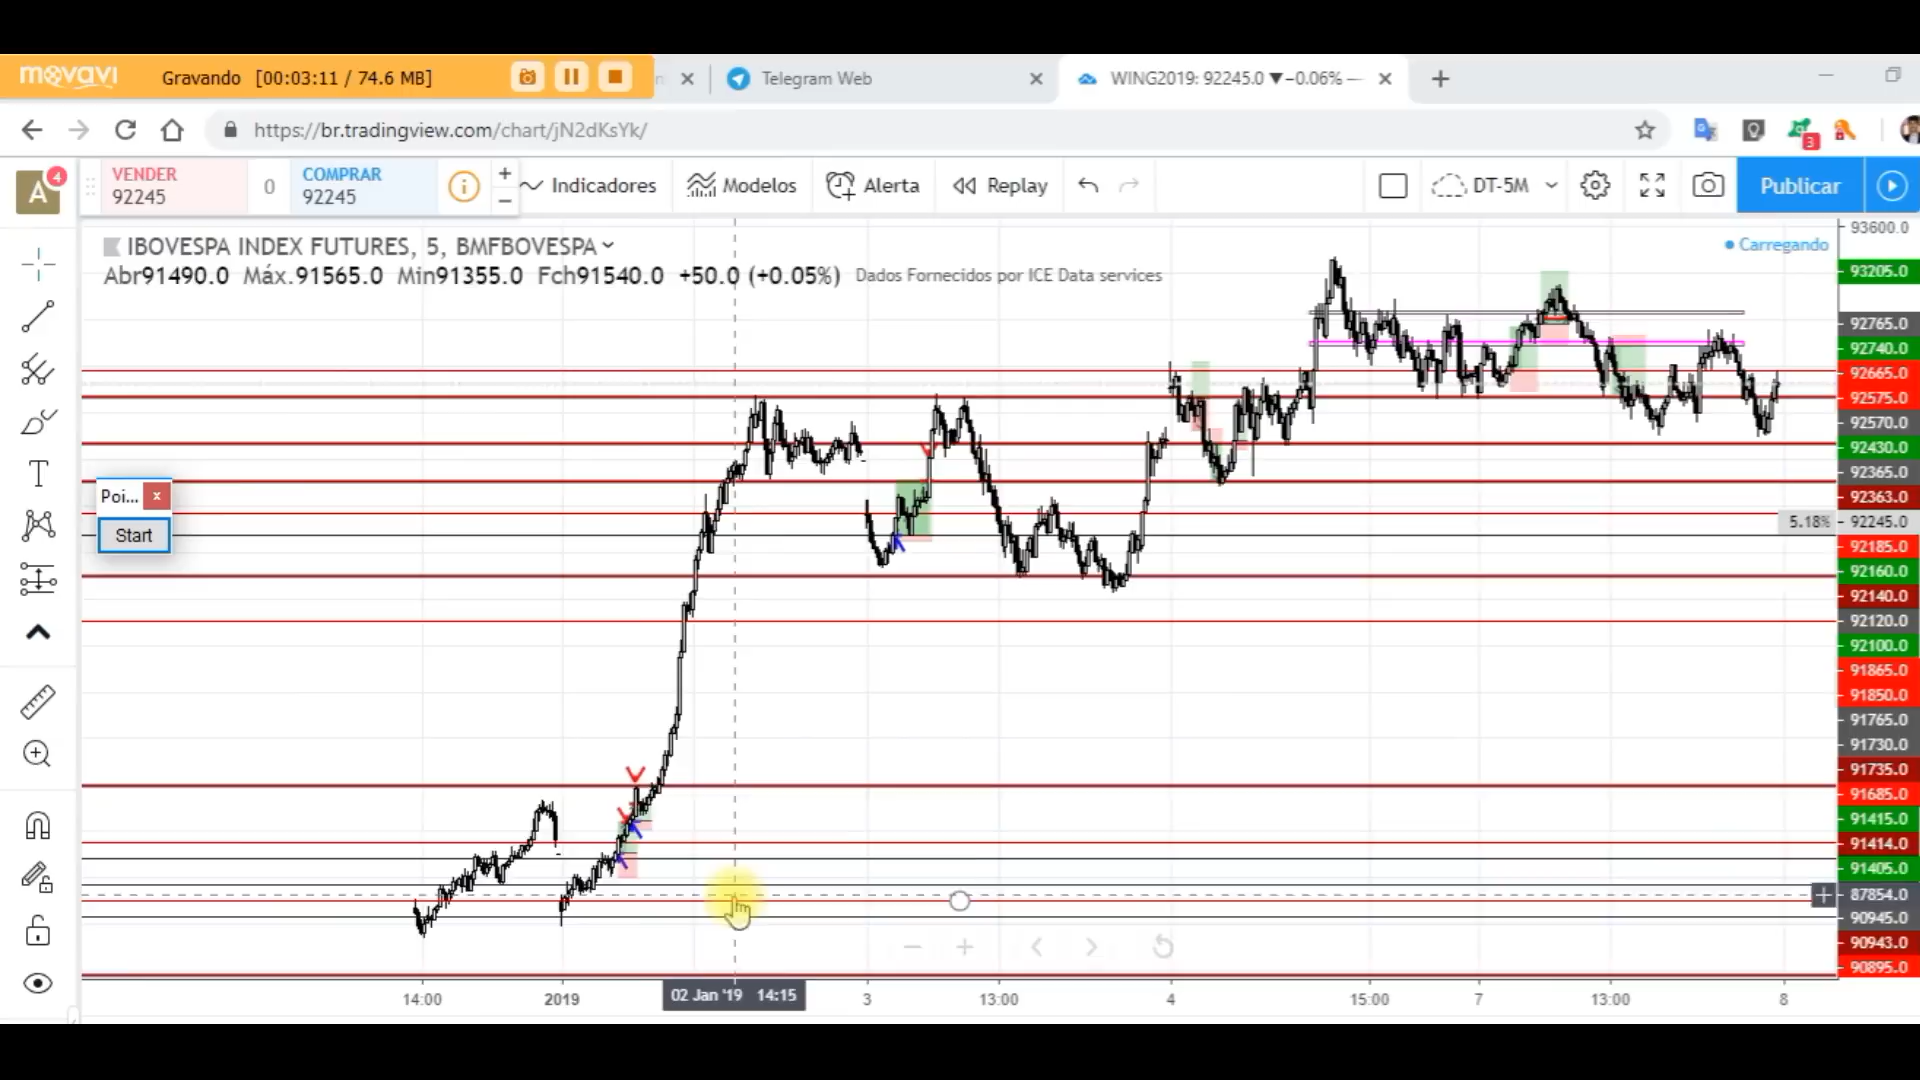 movavi Gravando [00:03:11 / 74.6 MB]
Telegram Web
WING2019: 92245.0 ▼−0.06% —
https://br.tradingview.com/chart/jN2dKsYk/
3
A
4
VENDER
92245
0
COMPRAR
92245
Indicadores
Modelos
Alerta
Replay
DT-5M
Publicar
IBOVESPA INDEX FUTURES, 5, BMFBOVESPA
Abr91490.0 Máx.91565.0 Min91355.0 Fch91540.0 +50.0 (+0.05%) Dados Fornecidos por ICE Data services
Carregando
Poi...
Start
93600.0
93205.0
92765.0
92740.0
92665.0
92575.0
92570.0
92430.0
92365.0
92363.0
5.18% 92245.0
92185.0
92160.0
92140.0
92120.0
92100.0
91865.0
91850.0
91765.0
91730.0
91735.0
91685.0
91415.0
91414.0
91405.0
87854.0
90945.0
90943.0
90895.0
14:00 2019 02 Jan '19 14:15 3 13:00 4 15:00 7 13:00 8